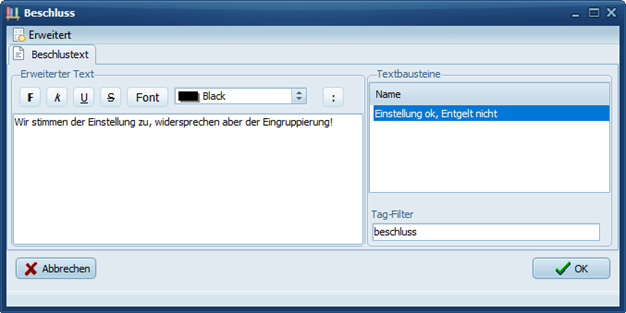 Beschluss
Erweitert
Beschlustext
Erweiterter Text
F k U S Font Black :
Wir stimmen der Einstellung zu, widersprechen aber der Eingruppierung!
Textbausteine
Name
Einstellung ok, Entgelt nicht
Tag-Filter
beschluss
Abbrechen
OK